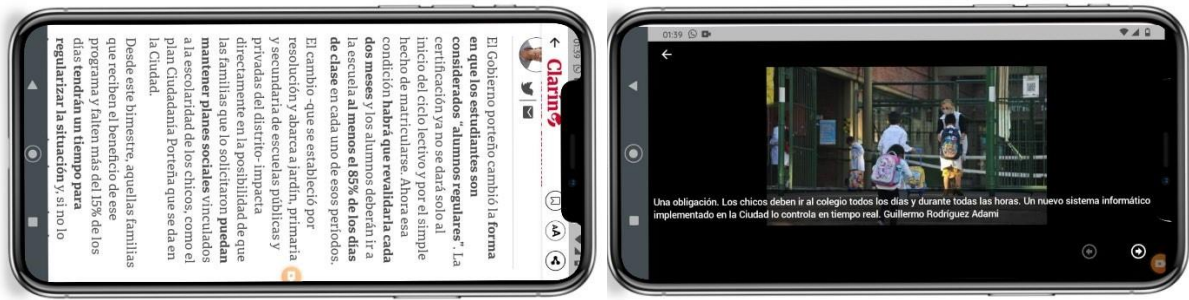 01:39
Clarín
AA
El Gobierno porteño cambió la forma
en que los estudiantes son
considerados "alumnos regulares". La
certificación ya no se dará solo al
inicio del ciclo lectivo y por el simple
hecho de matricularse. Ahora esa
condición habrá que revalidarla cada
dos meses y los alumnos deberán ir a
la escuela al menos el 85% de los días
de clase en cada uno de esos períodos.
El cambio -que se estableció por
resolución y abarca a jardín, primaria
y secundaria de escuelas públicas y
privadas del distrito- impacta
directamente en la posibilidad de que
las familias que lo solicitaron puedan
mantener planes sociales vinculados
a la escolaridad de los chicos, como el
plan Ciudadanía Porteña que se da en
la Ciudad.
Desde este bimestre, aquellas familias
que reciben el beneficio de ese
programa y falten más del 15% de los
días tendrán un tiempo para
regularizar la situación y, si no lo
01:39
Una obligación. Los chicos deben ir al colegio todos los días y durante todas las horas. Un nuevo sistema informático
implementado en la Ciudad lo controla en tiempo real. Guillermo Rodríguez Adami